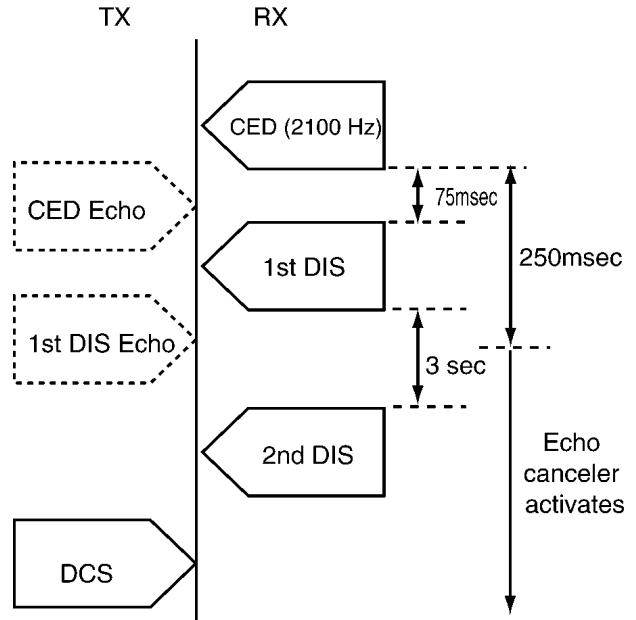 TX
RX
CED (2100 Hz)
CED Echo
75msec
250msec
1st DIS
1st DIS Echo
3 sec
2nd DIS
Echo
canceler
activates
DCS